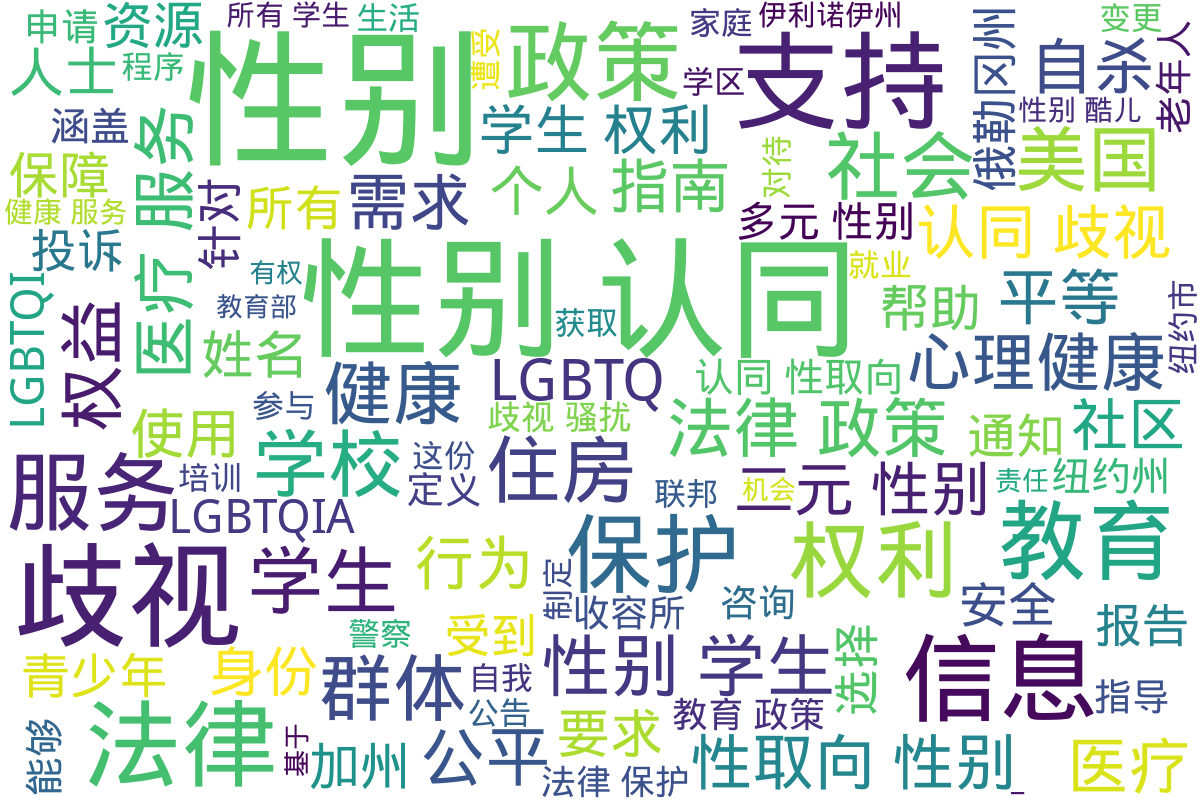 申请
资源
所有 学生
生活
遭受
政策
家庭
伊利诺伊州
支持
俄勒冈州
变更
自杀
老年人
人士
程序
性别
学区
性别 酷儿
涵盖
学生 权利
对待
社会
美国
保障
医疗 服务
针对
所有
需求
个人
指南
健康 服务
多元 性别
认同 歧视
投诉
有权
性别 认同
就业
平等
纽约市
LGBTQI
教育部
获取
帮助
权益
姓名
健康
LGBTQ
认同 性取向
心理健康
使用
参与
歧视 骚扰
法律 政策
通知
社区
服务
学校
这份
住房
培训
定义
联邦
机会
二元 性别
责任
纽约州
LGBTQIA
歧视
学生
行为
保护
权利
教育
制定
收容所
咨询
安全
报告
警察
受到
青少年
身份
群体
自我
性别 学生
选择
信息
公告
教育 政策
指导
能够
法律
基于
加州
公平
要求
法律 保护
性取向 性别_
医疗